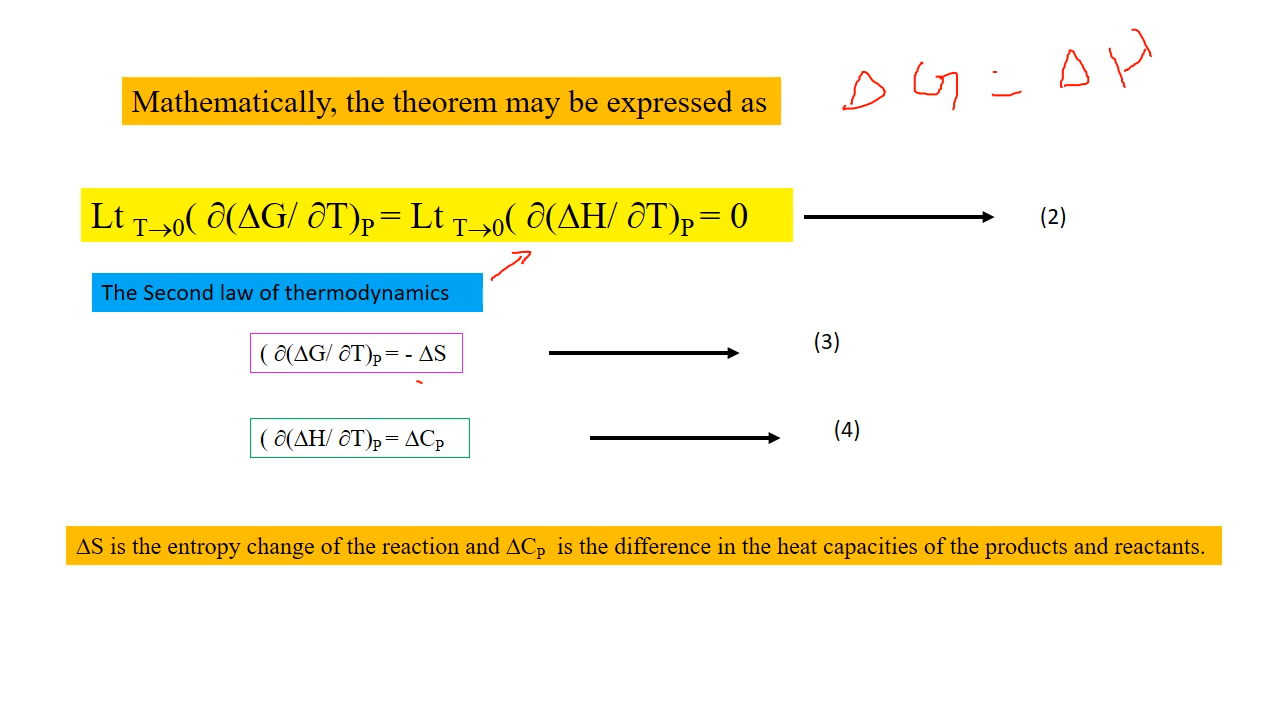 ΔG = ΔH
Mathematically, the theorem may be expressed as
Lt T→0( ∂(ΔG/ ∂T)P = Lt T→0( ∂(ΔH/ ∂T)P = 0 (2)
The Second law of thermodynamics
( ∂(ΔG/ ∂T)P = - ΔS (3)
( ∂(ΔH/ ∂T)P = ΔCP (4)
ΔS is the entropy change of the reaction and ΔCP is the difference in the heat capacities of the products and reactants.